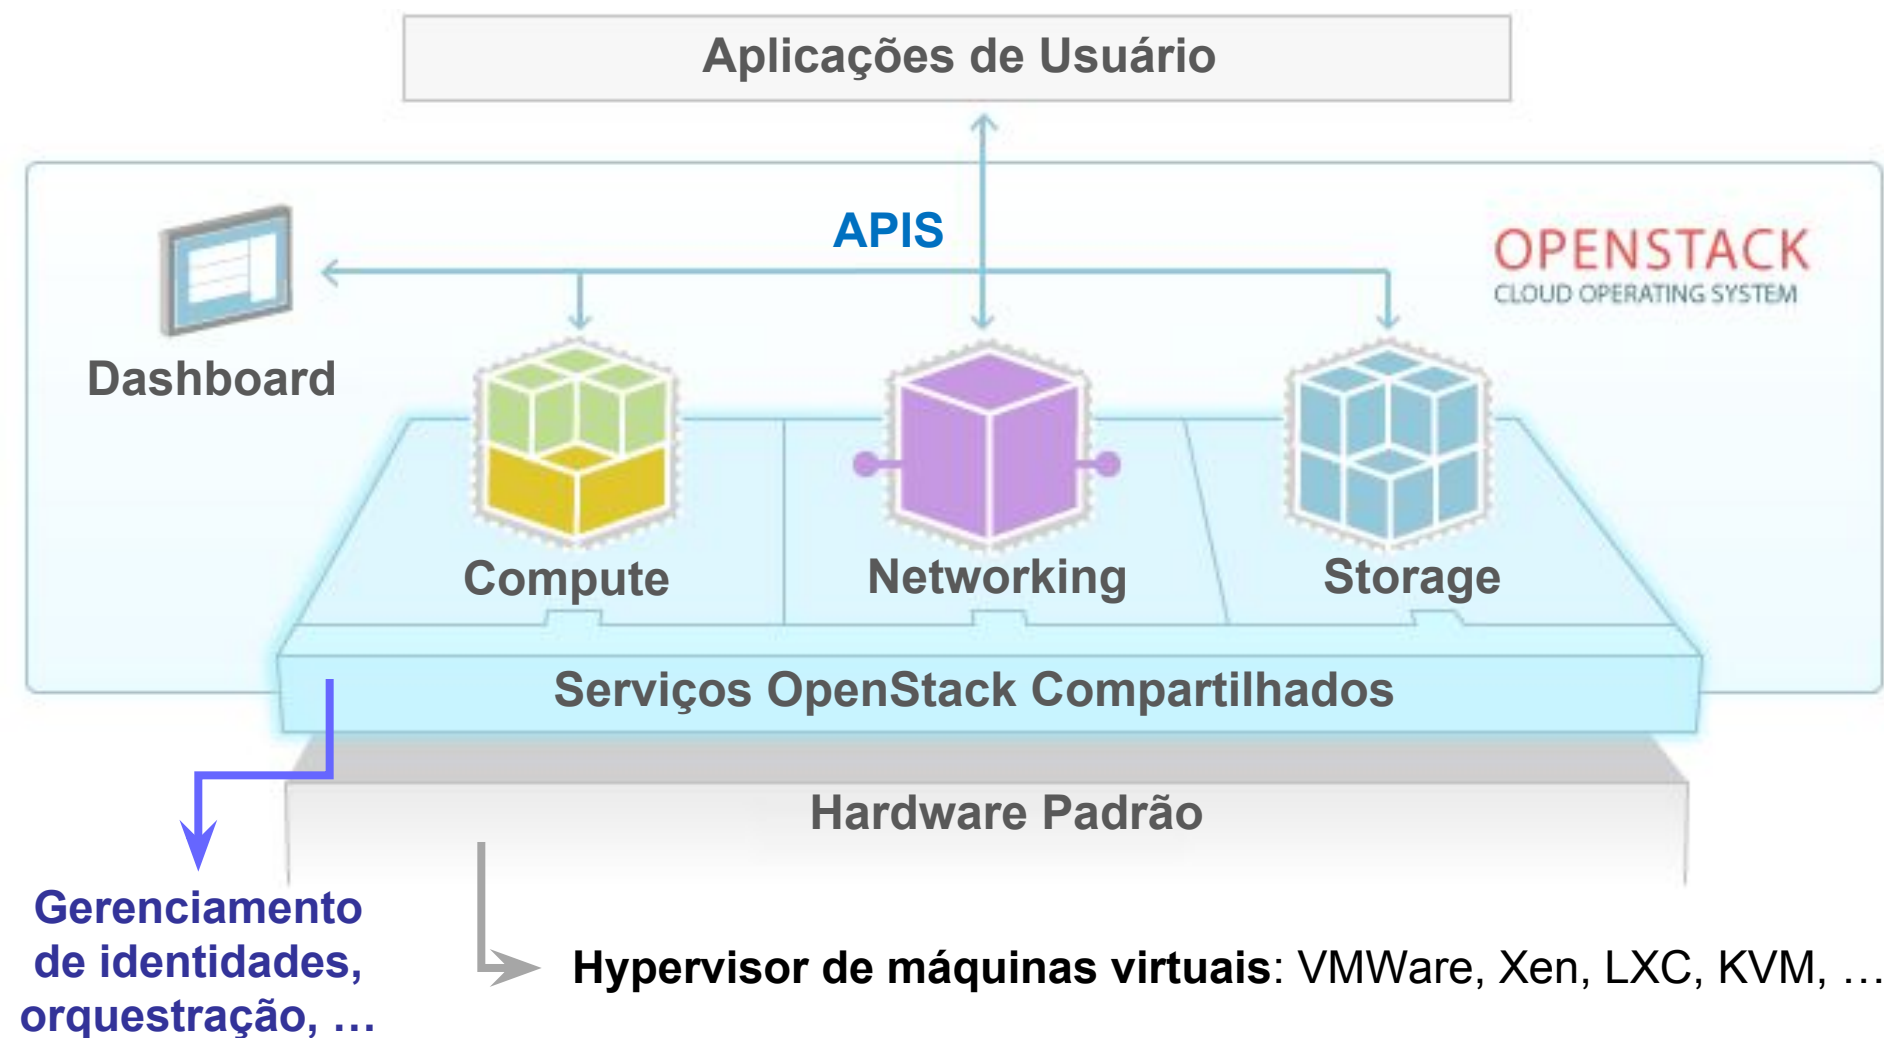 Aplicações de Usuário
APIS
OPENSTACK
CLOUD OPERATING SYSTEM
Dashboard
Compute
Networking
Storage
Serviços OpenStack Compartilhados
Hardware Padrão
Gerenciamento
de identidades,
orquestração, …
Hypervisor de máquinas virtuais: VMWare, Xen, LXC, KVM, …